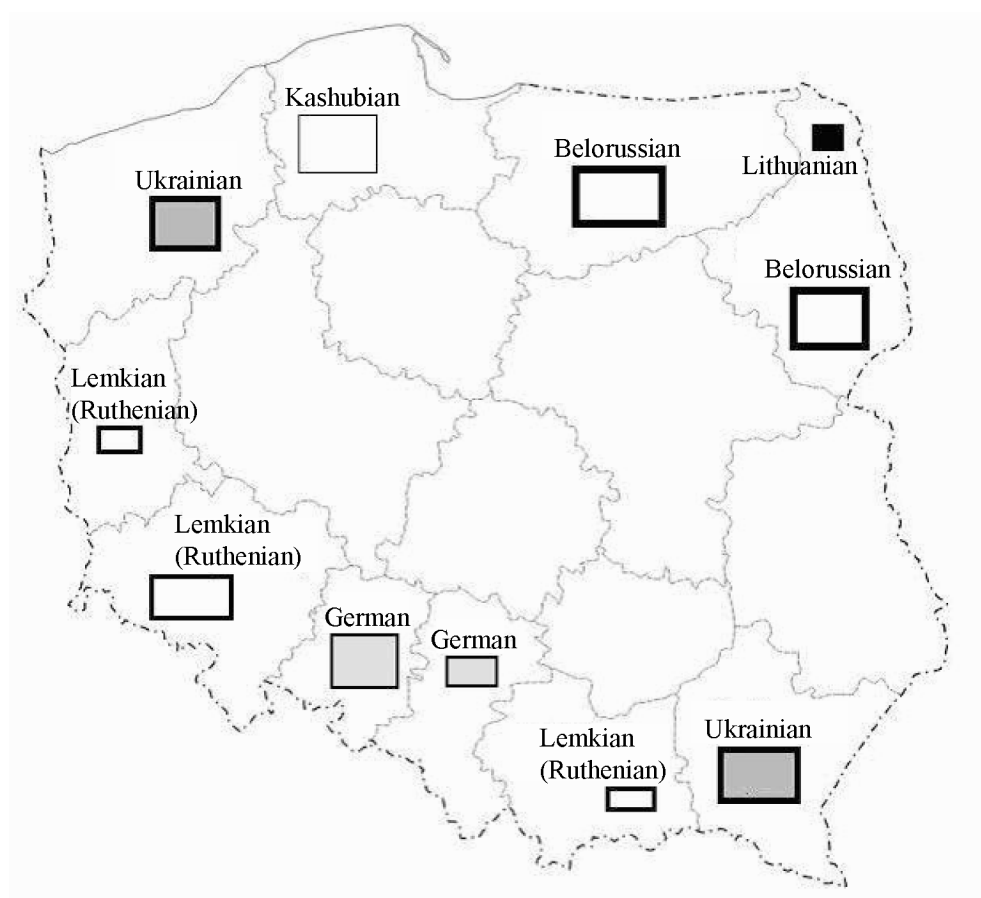 Kashubian
Belorussian
Lithuanian
Ukrainian
Belorussian
Lemkian
(Ruthenian)
Lemkian
(Ruthenian)
German
German
Lemkian
(Ruthenian)
Ukrainian